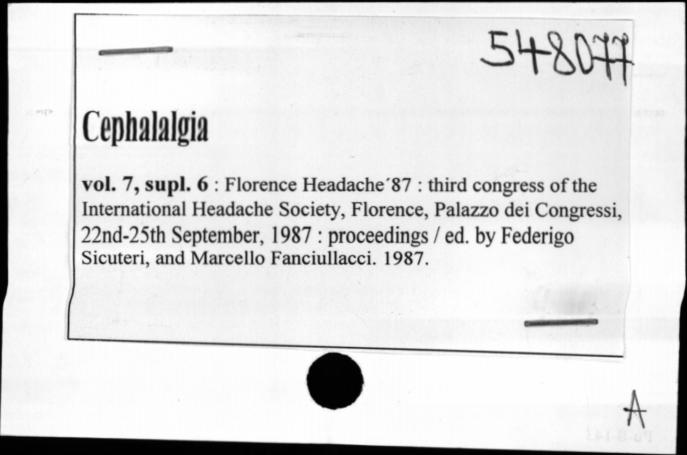 548077
Cephalalgia
vol. 7, supl. 6 : Florence Headache´87 : third congress of the
International Headache Society, Florence, Palazzo dei Congressi,
22nd-25th September, 1987 : proceedings / ed. by Federigo
Sicuteri, and Marcello Fanciullacci. 1987.
A